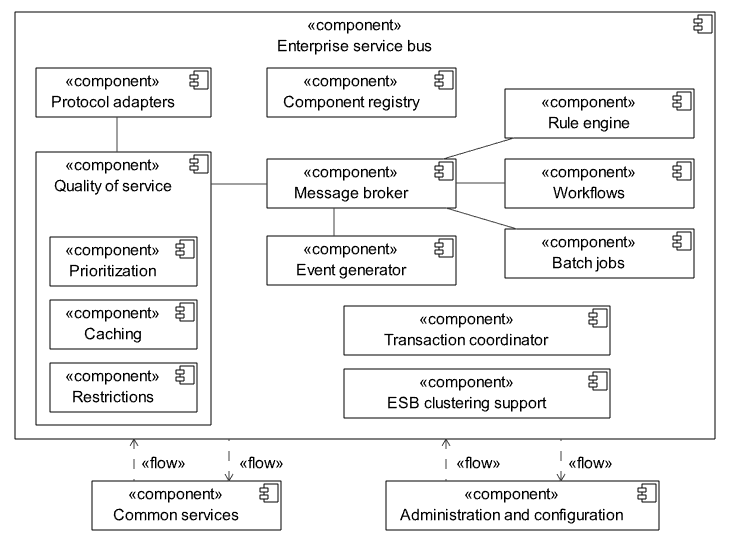 «component»
Enterprise service bus
«component»
Protocol adapters
«component»
Component registry
«component»
Rule engine
«component»
Quality of service
«component»
Message broker
«component»
Workflows
«component»
Prioritization
«component»
Event generator
«component»
Batch jobs
«component»
Caching
«component»
Transaction coordinator
«component»
Restrictions
«component»
ESB clustering support
«flow»
«flow»
«flow»
«flow»
«component»
Common services
«component»
Administration and configuration